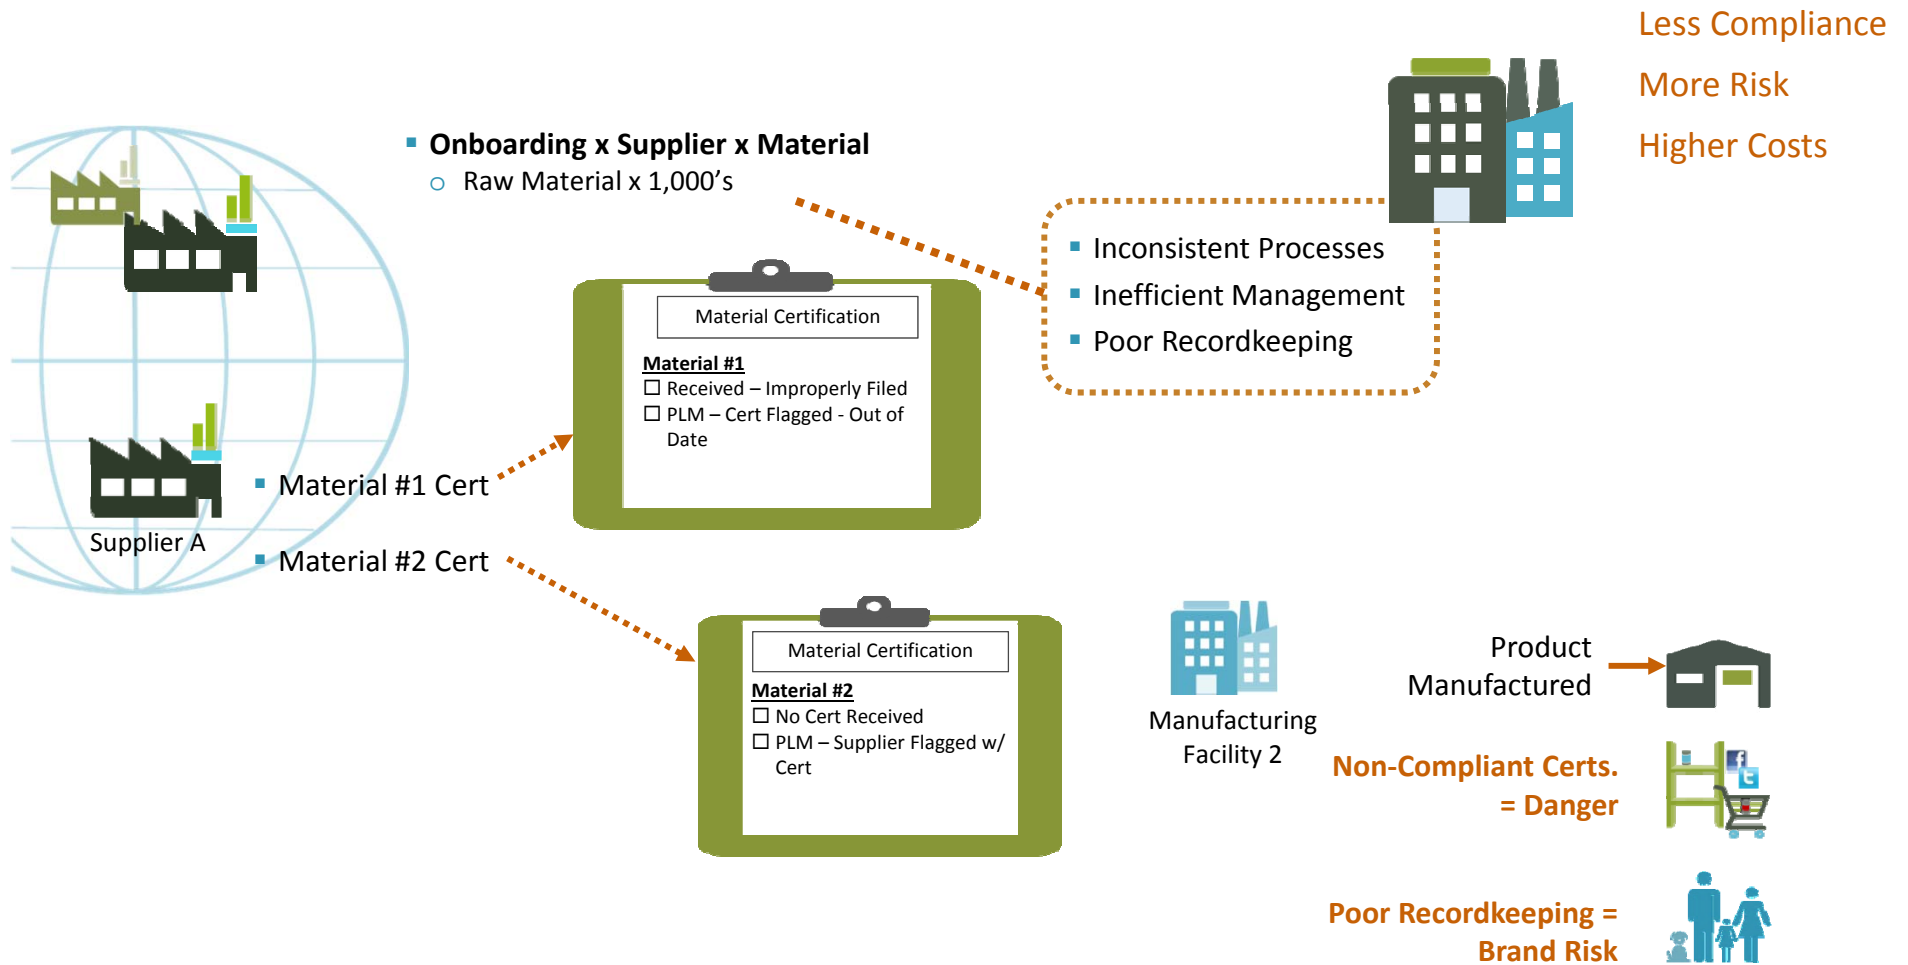 Less Compliance
More Risk
Higher Costs
▪ Onboarding x Supplier x Material
○ Raw Material x 1,000’s
▪ Inconsistent Processes
▪ Inefficient Management
▪ Poor Recordkeeping
Material Certification
Material #1
☐ Received – Improperly Filed
☐ PLM – Cert Flagged - Out of
Date
Supplier A
▪ Material #1 Cert
▪ Material #2 Cert
Material Certification
Material #2
☐ No Cert Received
☐ PLM – Supplier Flagged w/
Cert
Manufacturing
Facility 2
Product
Manufactured
Non-Compliant Certs.
= Danger
f
t
Poor Recordkeeping =
Brand Risk